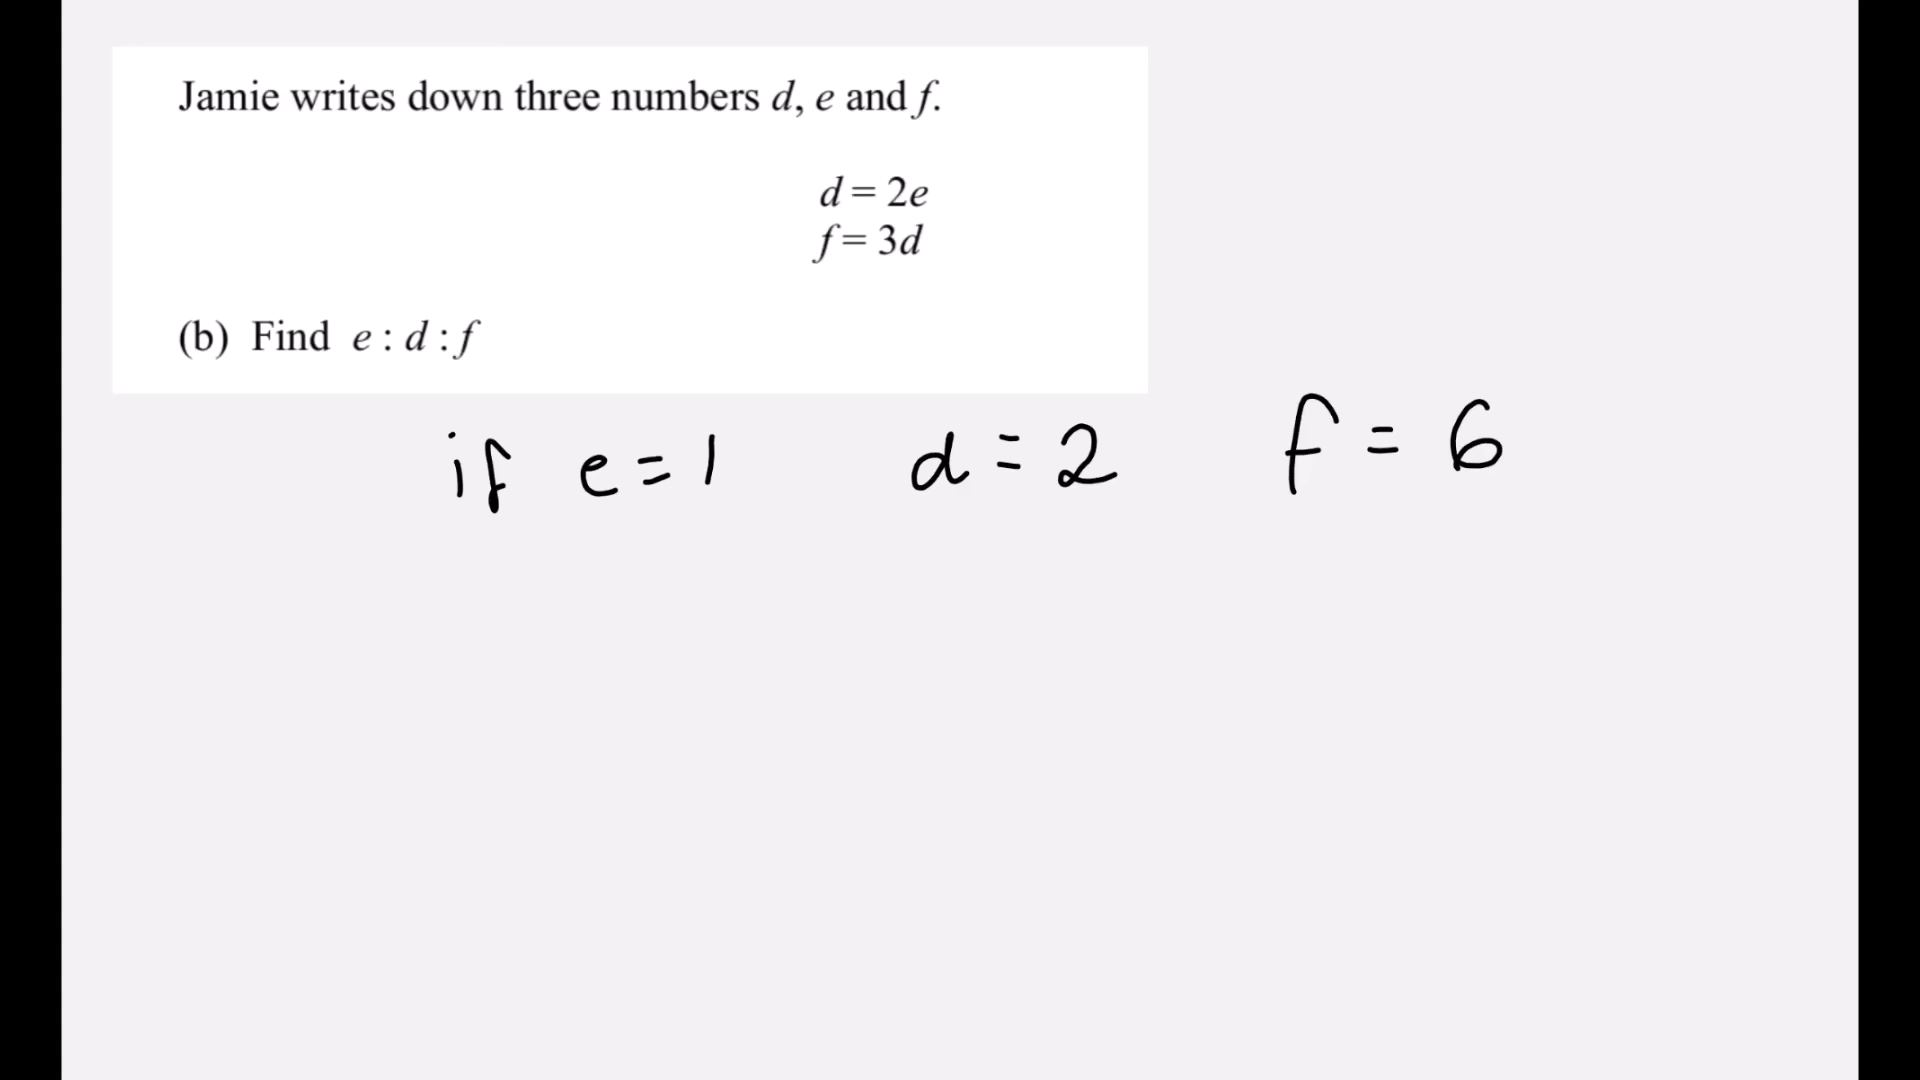 Jamie writes down three numbers d, e and f.
d = 2e
f = 3d
(b) Find e : d : f
if e = 1 d = 2 f = 6